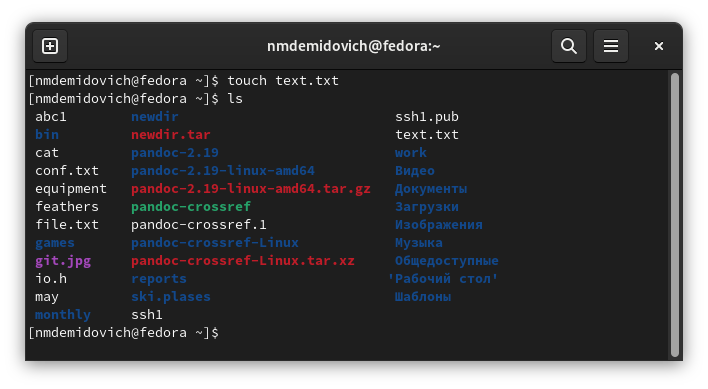 nmdemidovich@fedora:~
[nmdemidovich@fedora ~]$ touch text.txt
[nmdemidovich@fedora ~]$ ls
abc1 newdir ssh1.pub
bin newdir.tar text.txt
cat pandoc-2.19 work
conf.txt pandoc-2.19-linux-amd64 Видео
equipment pandoc-2.19-linux-amd64.tar.gz Документы
feathers pandoc-crossref Загрузки
file.txt pandoc-crossref.1 Изображения
games pandoc-crossref-Linux Музыка
git.jpg pandoc-crossref-Linux.tar.xz Общедоступные
io.h reports 'Рабочий стол'
may ski.plases Шаблоны
monthly ssh1
[nmdemidovich@fedora ~]$